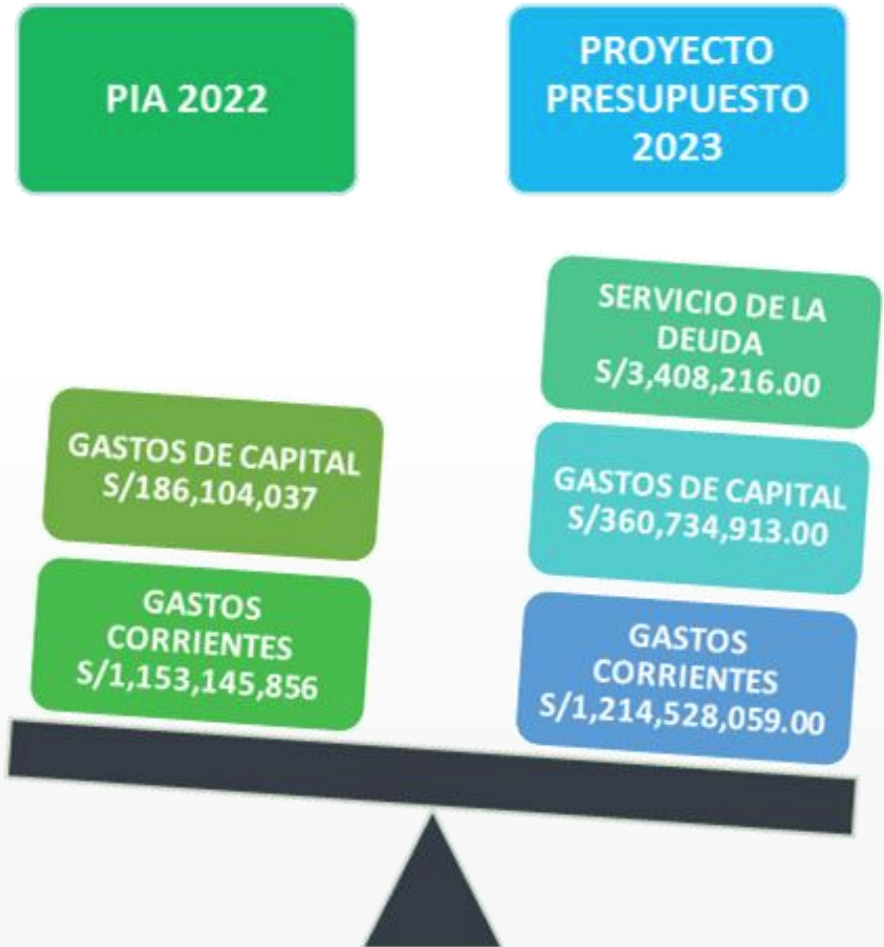 PIA 2022
PROYECTO
PRESUPUESTO
2023
GASTOS DE CAPITAL
S/186,104,037
GASTOS
CORRIENTES
S/1,153,145,856
SERVICIO DE LA
DEUDA
S/3,408,216.00
GASTOS DE CAPITAL
S/360,734,913.00
GASTOS
CORRIENTES
S/1,214,528,059.00